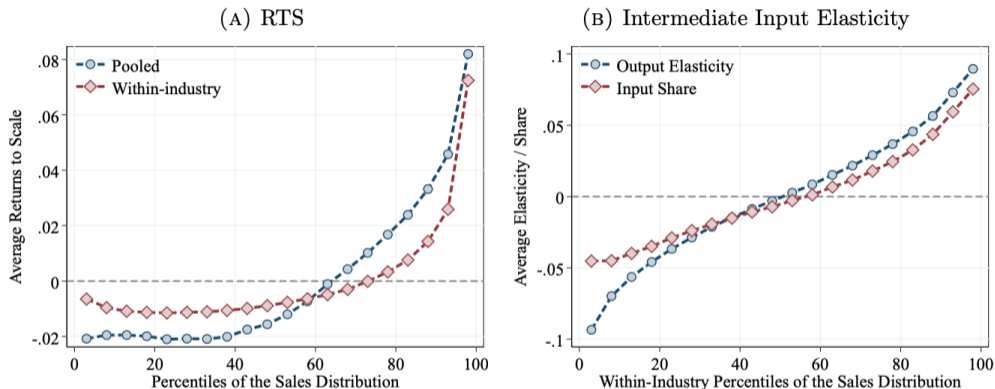 (A) RTS
Average Returns to Scale
.08
.06
.04
.02
0
-.02
Pooled
Within-industry
0 20 40 60 80 100
Percentiles of the Sales Distribution
(B) Intermediate Input Elasticity
Average Elasticity / Share
.1
.05
0
-.05
-.1
Output Elasticity
Input Share
0 20 40 60 80 100
Within-Industry Percentiles of the Sales Distribution